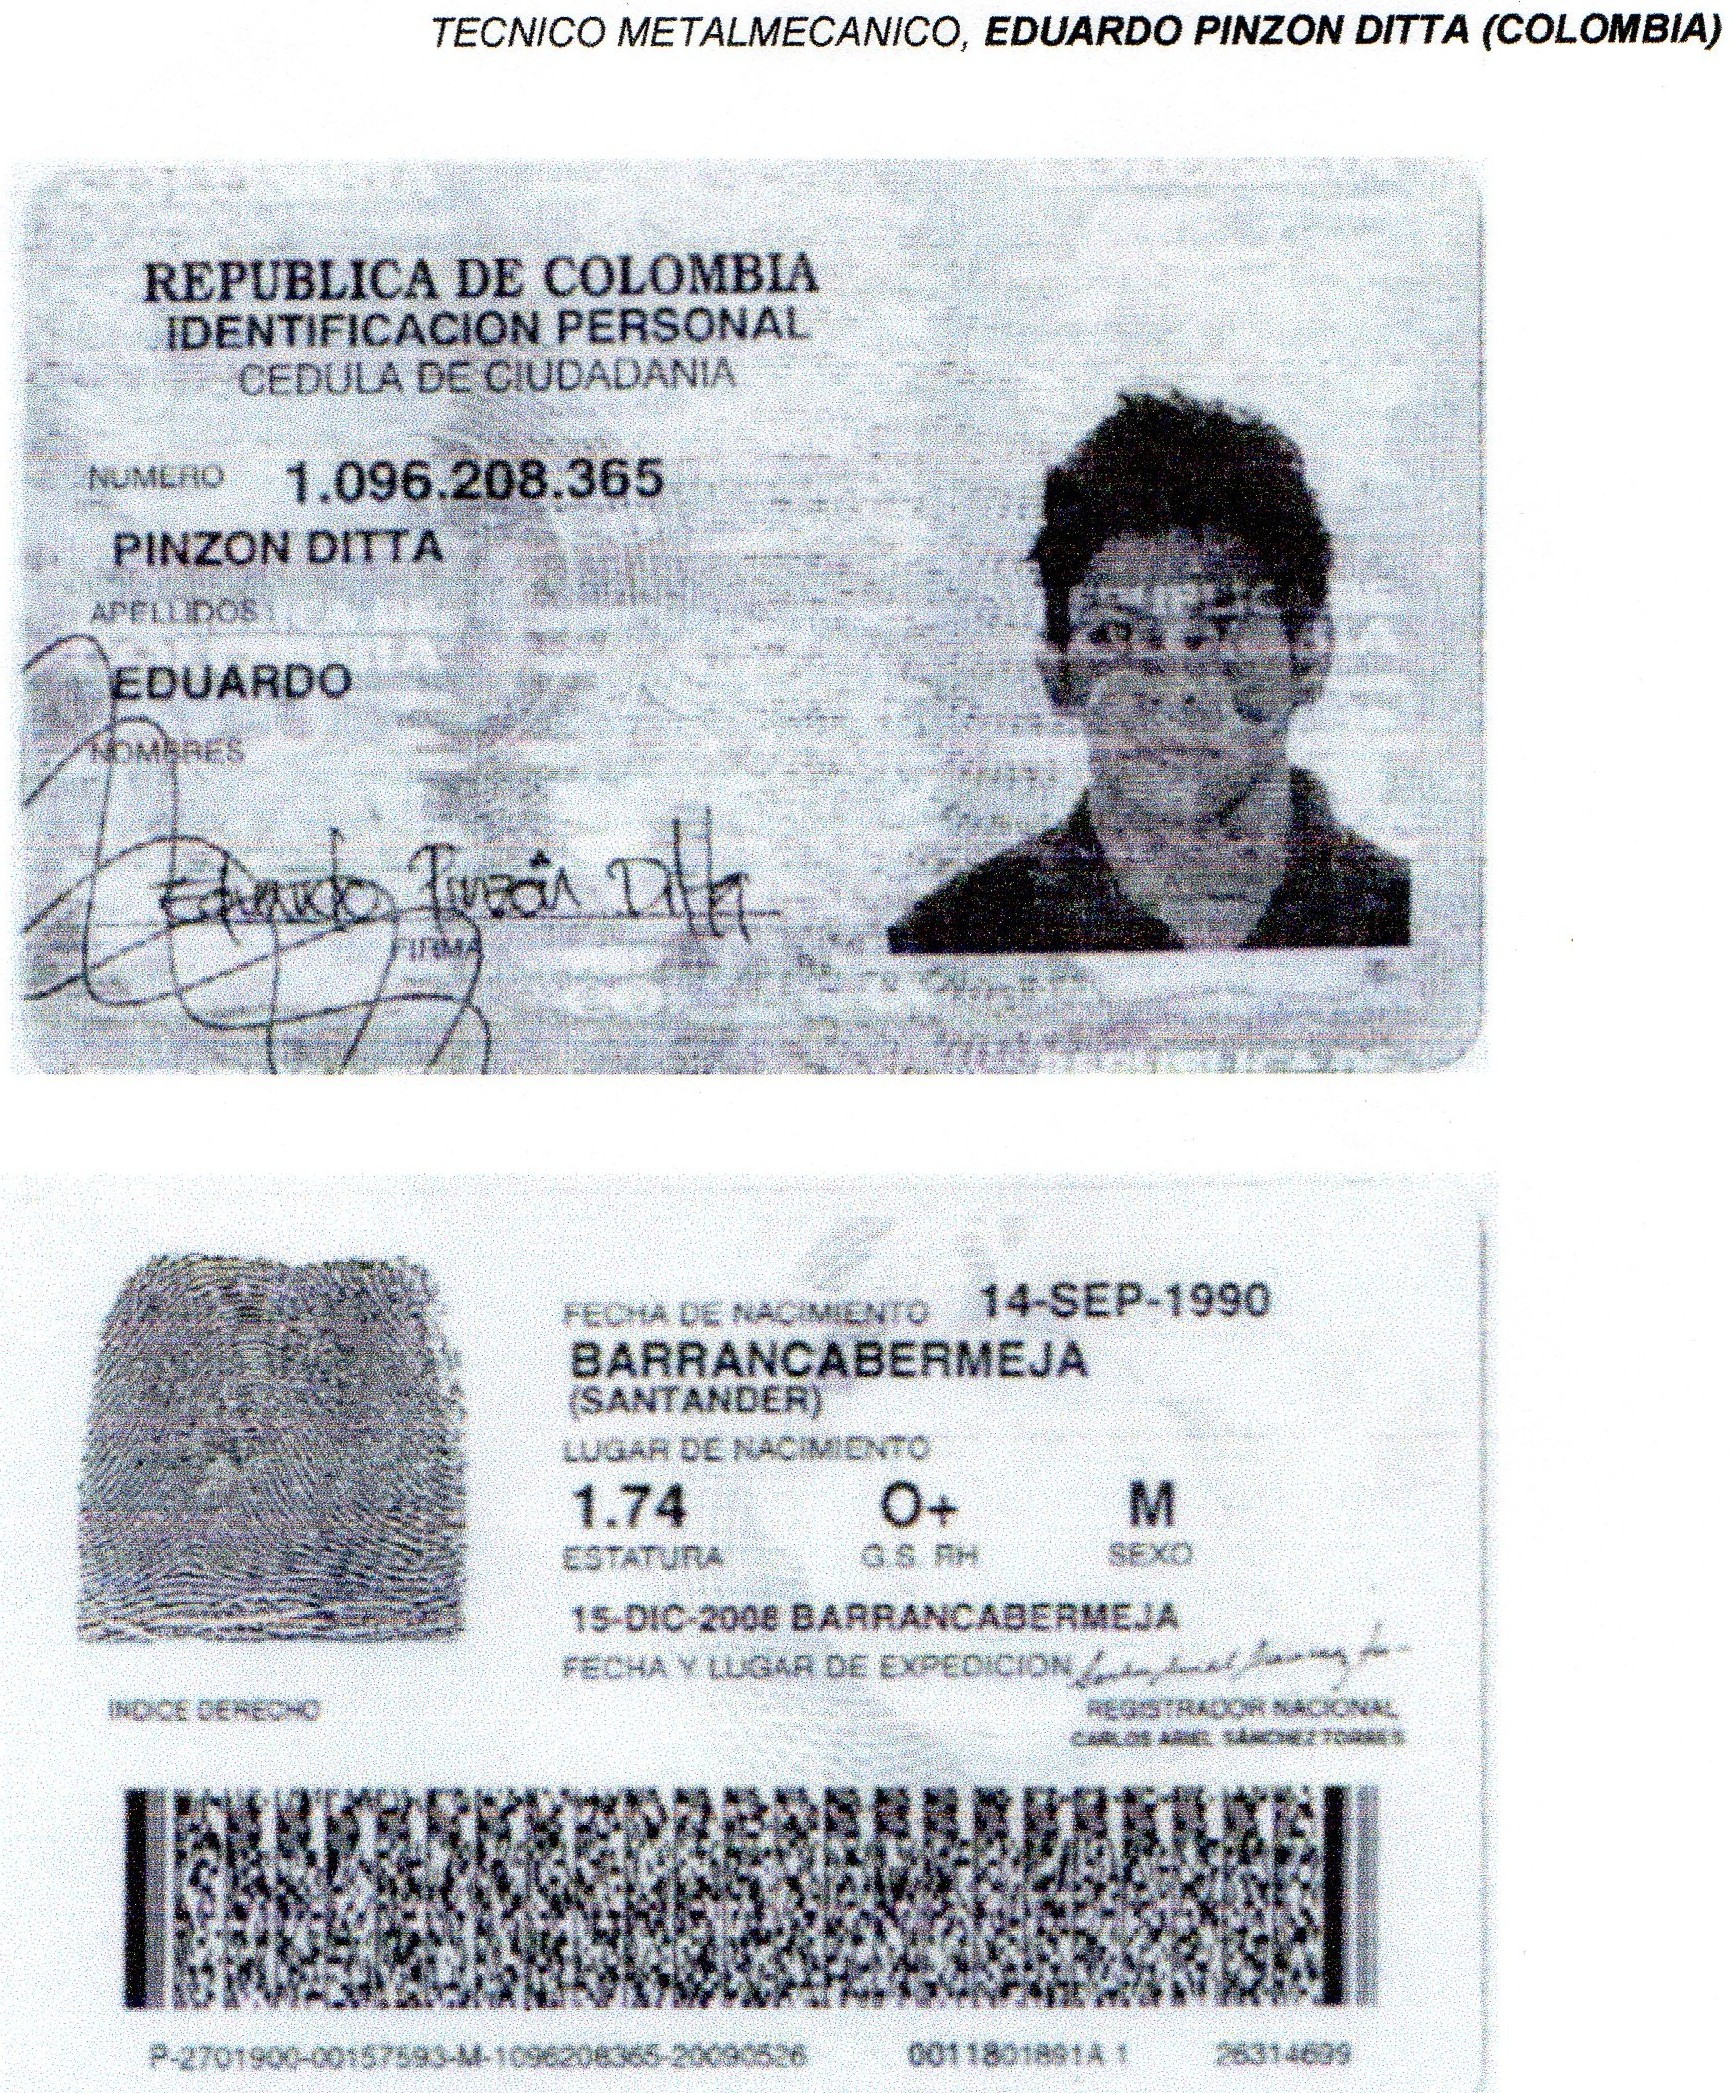 TECNICO METALMECANICO, EDUARDO PINZON DITTA (COLOMBIA)
REPUBLICA DE COLOMBIA
IDENTIFICACION PERSONAL
CEDULA DE CIUDADANIA
NUMERO 1.096.208.365
PINZON DITTA
APELLIDOS
EDUARDO
NOMBRES
Eduardo Pinzón Ditta
FIRMA
FECHA DE NACIMIENTO 14-SEP-1990
BARRANCABERMEJA
(SANTANDER)
LUGAR DE NACIMIENTO
1.74 O+ M
ESTATURA G.S. RH SEXO
15-DIC-2008 BARRANCABERMEJA
FECHA Y LUGAR DE EXPEDICION
INDICE DERECHO
REGISTRADOR NACIONAL
CARLOS ARIEL SÁNCHEZ TORRES
P-2701900-00157593-M-1096208365-20090526 0011801891A 1 26314699